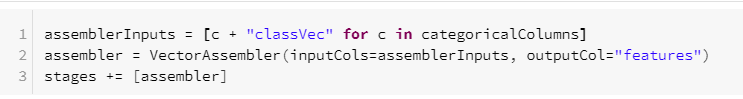 1 assemblerInputs = [c + "classVec" for c in categoricalColumns]
2 assembler = VectorAssembler(inputCols=assemblerInputs, outputCol="features")
3 stages += [assembler]